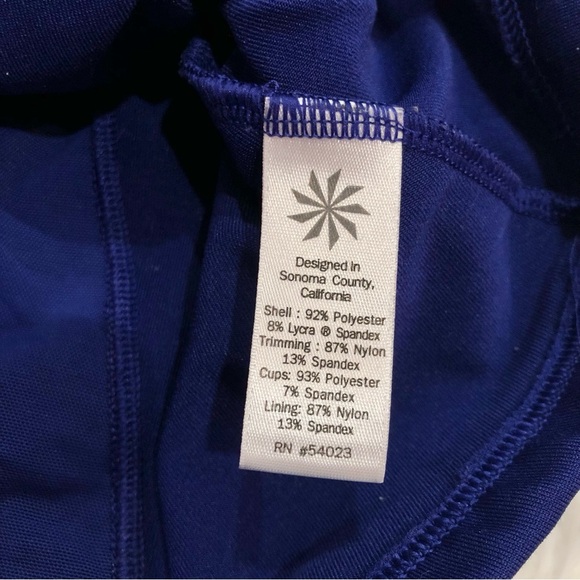 Designed in
Sonoma County,
California
Shell : 92% Polyester
8% Lycra ® Spandex
Trimming : 87% Nylon
13% Spandex
Cups: 93% Polyester
7% Spandex
Lining: 87% Nylon
13% Spandex
RN #54023